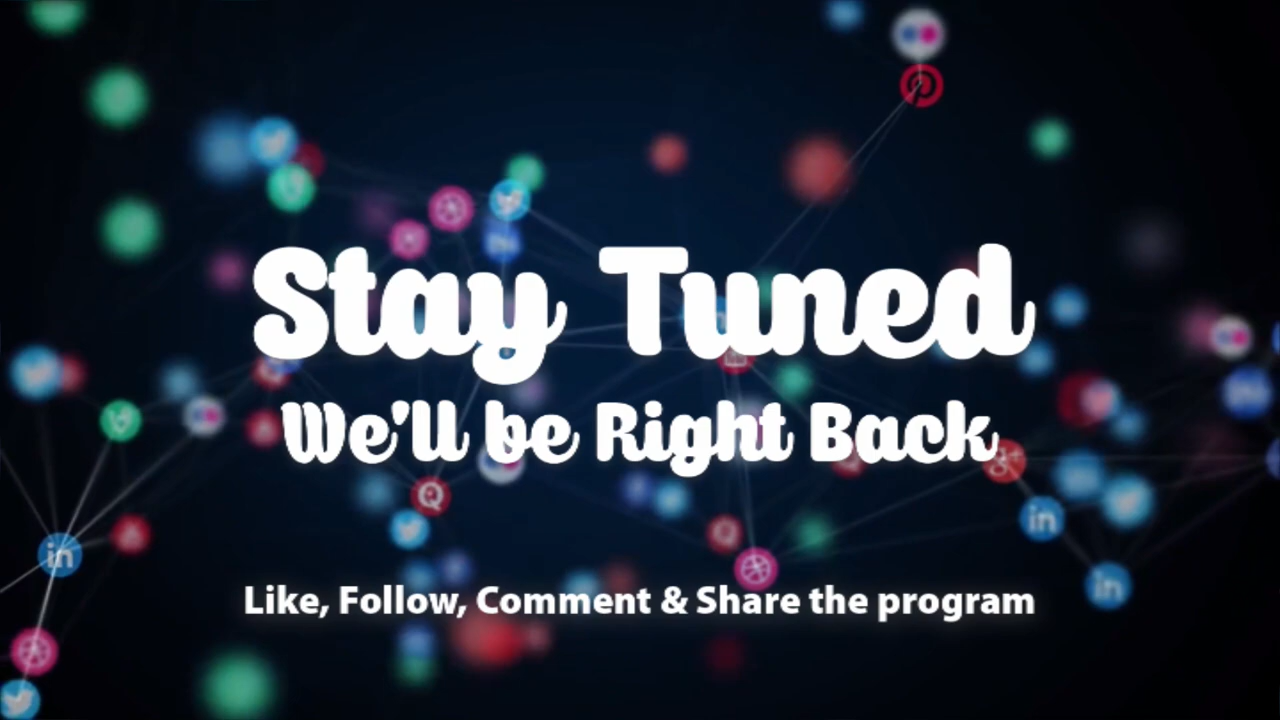 Stay Tuned
We'll be Right Back
Like, Follow, Comment & Share the program